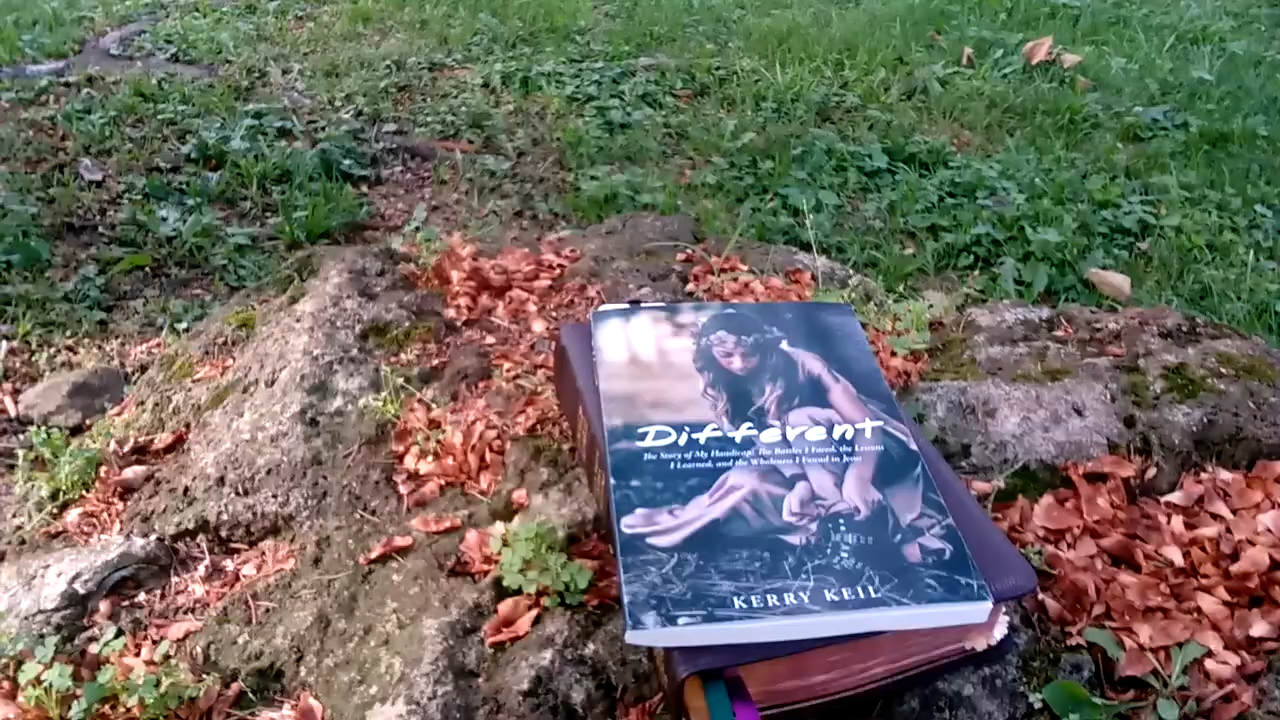 Different
The Story of My Handicap: The Battles I Faced, the Lessons
I Learned, and the Wholeness I Found in Jesus
KERRY KEIL